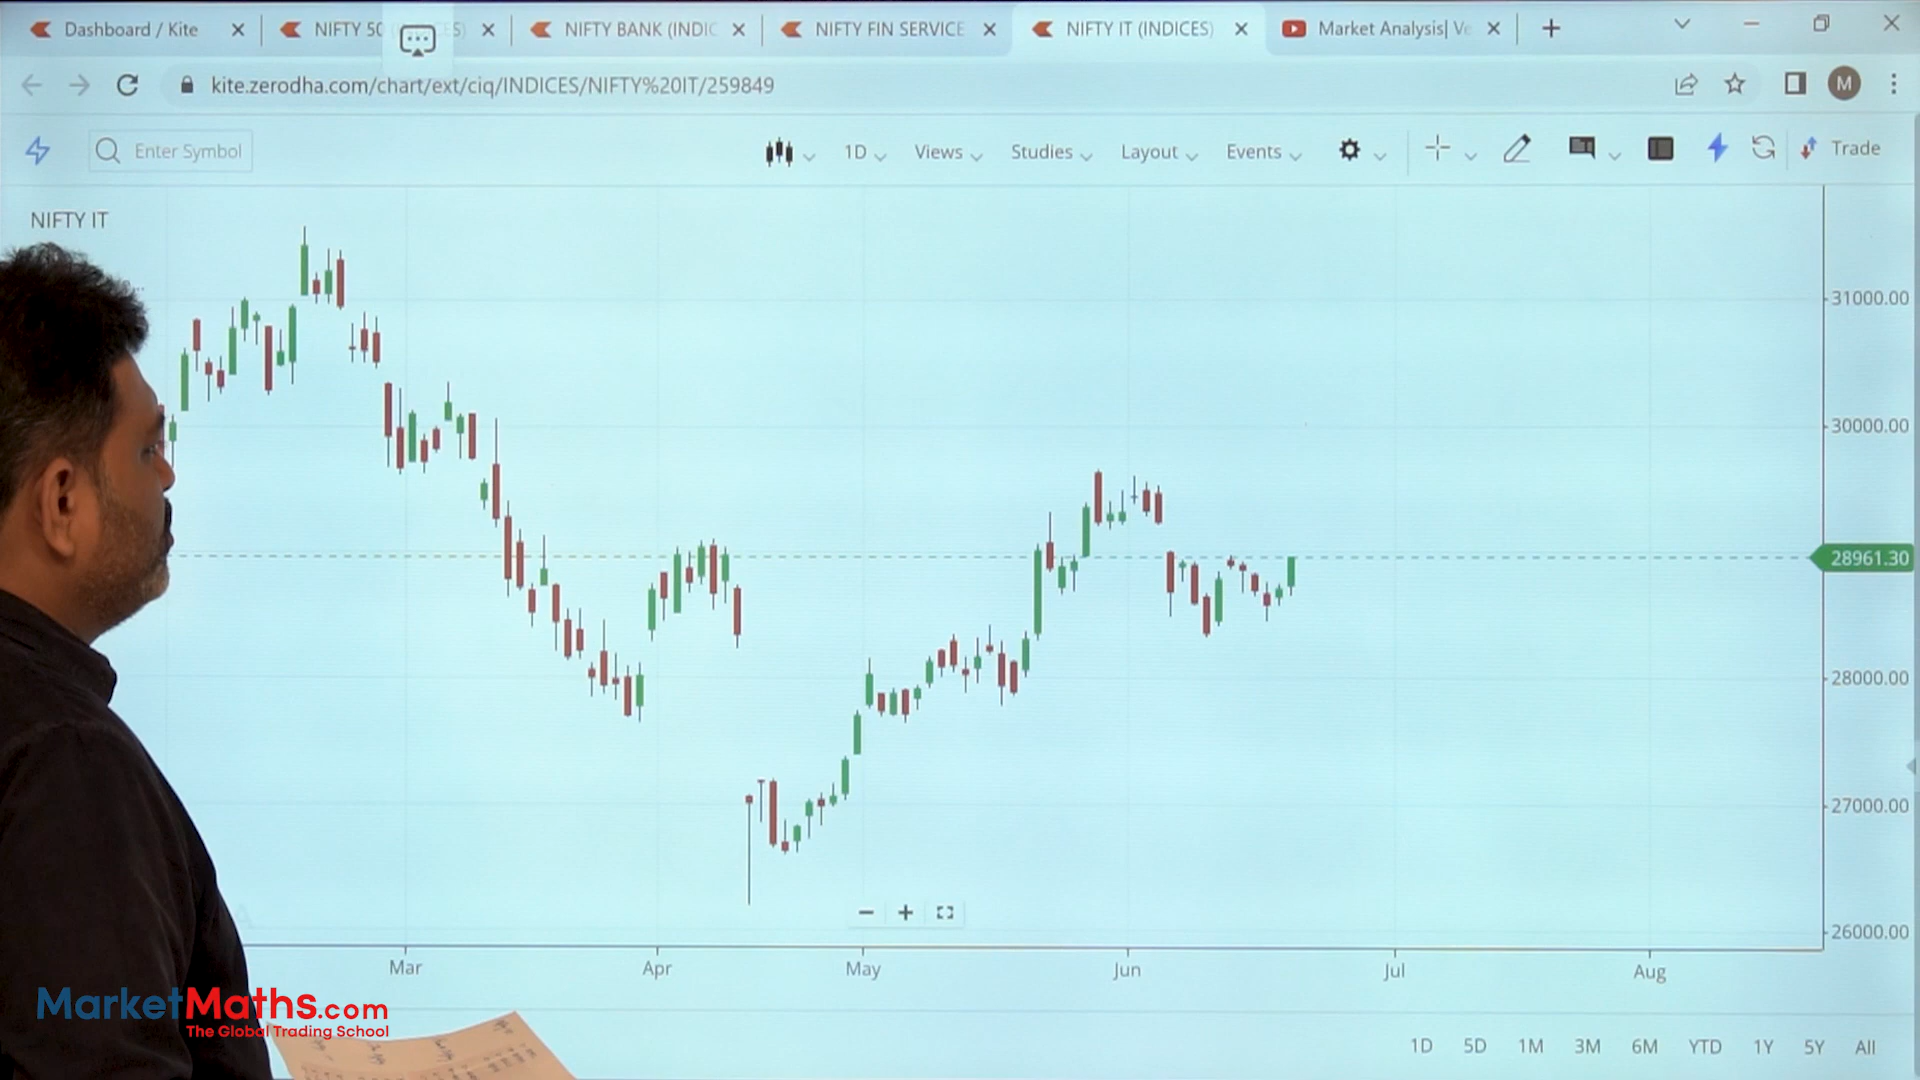 Dashboard / Kite
NIFTY 50
S)
NIFTY BANK (INDIC
NIFTY FIN SERVICE
NIFTY IT (INDICES)
Market Analysis| Ve
kite.zerodha.com/chart/ext/ciq/INDICES/NIFTY%20IT/259849
M
Enter Symbol
1D
Views
Studies
Layout
Events
Trade
NIFTY IT
31000.00
30000.00
28961.30
28000.00
27000.00
26000.00
Mar
Apr
May
Jun
Jul
Aug
MarketMaths.com
The Global Trading School
1D
5D
1M
3M
6M
YTD
1Y
5Y
All